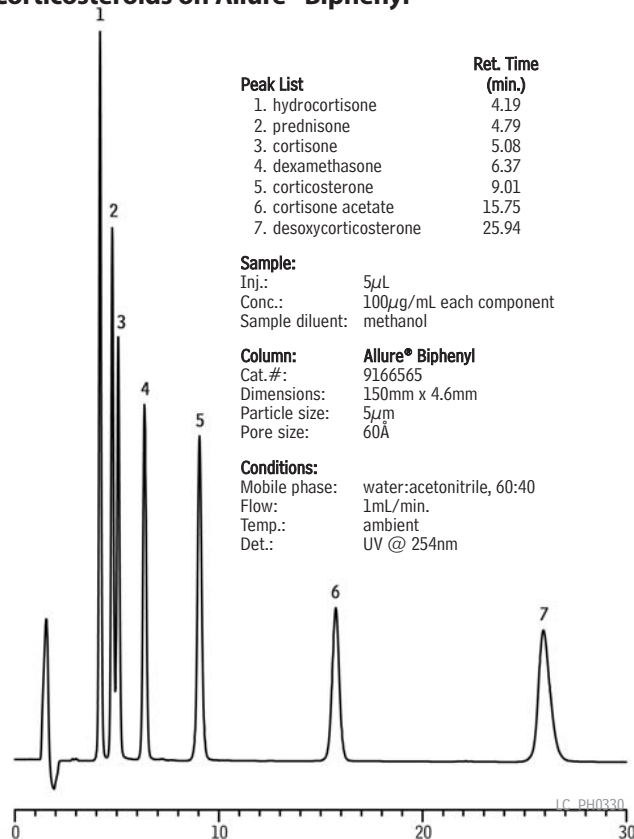 corticosteroids on Allure® Biphenyl
Ret. Time
Peak List (min.)
1. hydrocortisone 4.19
2. prednisone 4.79
3. cortisone 5.08
4. dexamethasone 6.37
5. corticosterone 9.01
6. cortisone acetate 15.75
7. desoxycorticosterone 25.94
Sample:
Inj.: 5µL
Conc.: 100µg/mL each component
Sample diluent: methanol
Column: Allure® Biphenyl
Cat.#: 9166565
Dimensions: 150mm x 4.6mm
Particle size: 5µm
Pore size: 60Å
Conditions:
Mobile phase: water:acetonitrile, 60:40
Flow: 1mL/min.
Temp.: ambient
Det.: UV @ 254nm
1
2
3
4
5
6
7
LC_PH0330
0 10 20 30